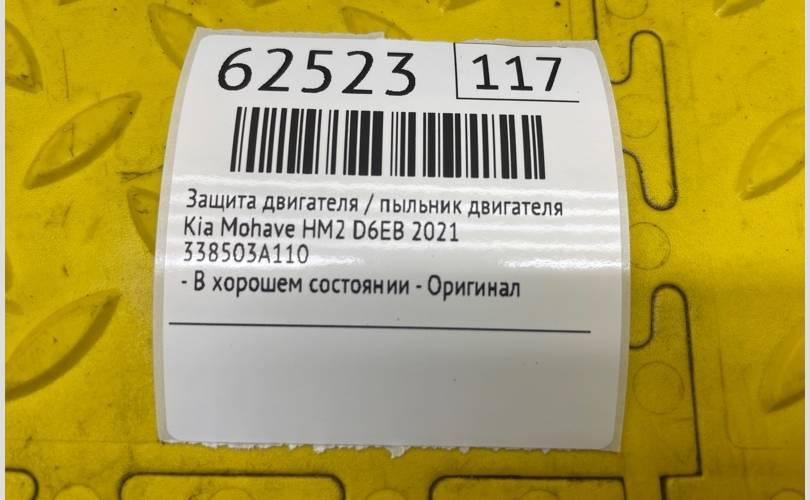 62523 117
Защита двигателя / пыльник двигателя
Kia Mohave HM2 D6EB 2021
338503A110
- В хорошем состоянии - Оригинал